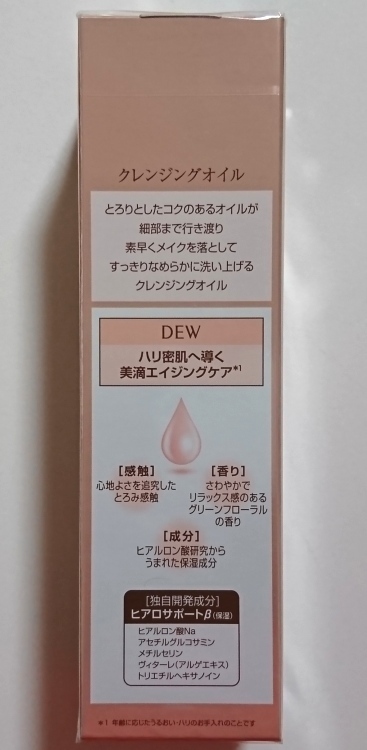 クレンジングオイル
とろりとしたコクのあるオイルが
細部まで行き渡り
素早くメイクを落として
すっきりなめらかに洗い上げる
クレンジングオイル
DEW
ハリ密肌へ導く
美滴エイジングケア*1
[感触]
心地よさを追究した
とろみ感触
[香り]
さわやかで
リラックス感のある
グリーンフローラル
の香り
[成分]
ヒアルロン酸研究から
うまれた保湿成分
[独自開発成分]
ヒアロサポートβ(保湿)
ヒアルロン酸Na
アセチルグルコサミン
メチルセリン
ヴィターレ(アルゲエキス)
トリエチルヘキサノイン
*1 年齢に応じたうるおい・ハリのお手入れのことです